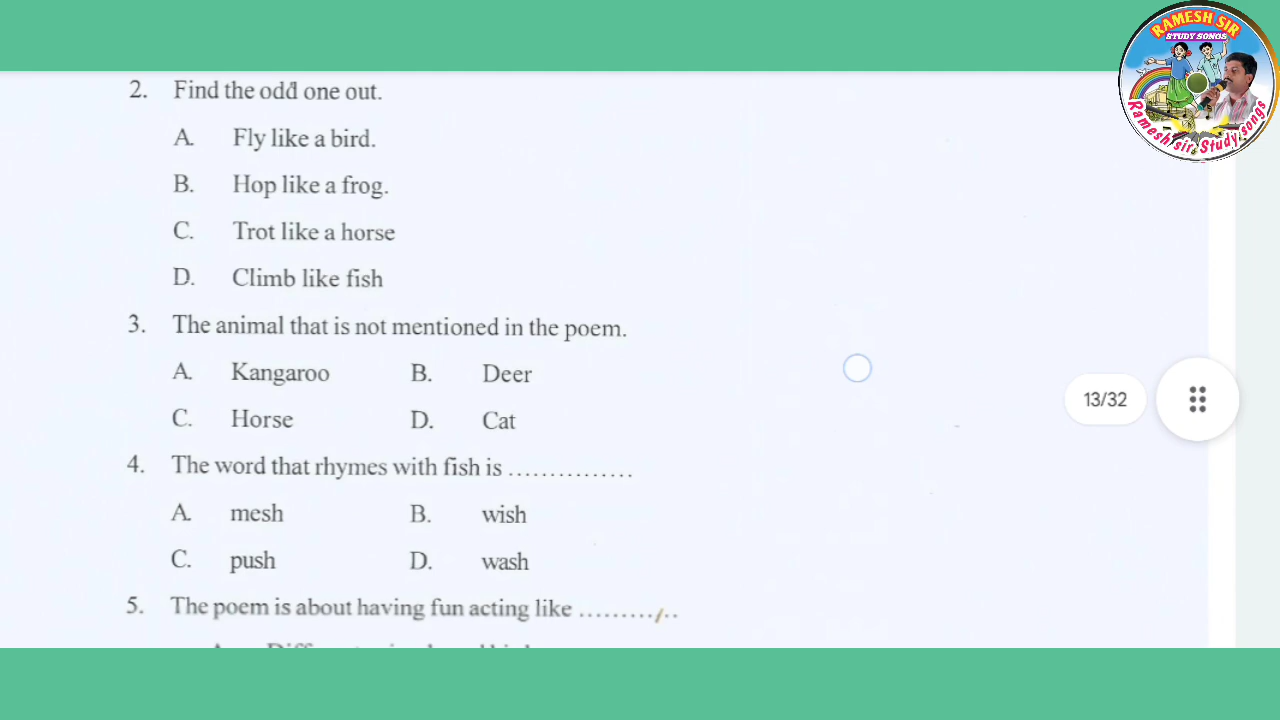 RAMESH SIR
STUDY SONGS
Ramesh sir, Study songs
2. Find the odd one out.
A. Fly like a bird.
B. Hop like a frog.
C. Trot like a horse
D. Climb like fish
3. The animal that is not mentioned in the poem.
A. Kangaroo B. Deer
C. Horse D. Cat
13/32
4. The word that rhymes with fish is ...............
A. mesh B. wish
C. push D. wash
5. The poem is about having fun acting like ............